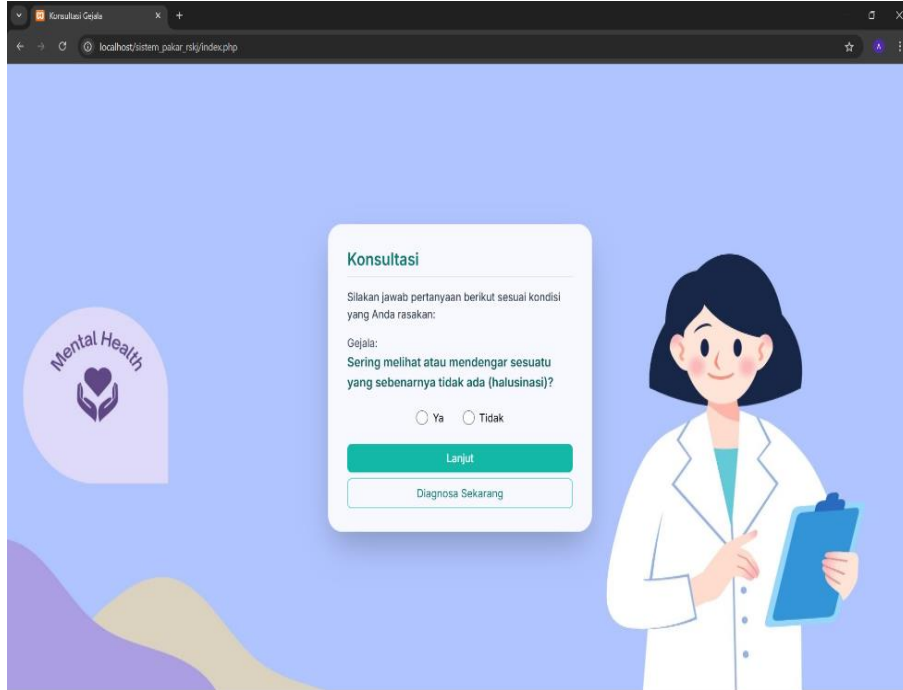 Konsultasi Gejala
localhost/sistem_pakar_rskj/index.php
A
Konsultasi
Silakan jawab pertanyaan berikut sesuai kondisi
yang Anda rasakan:
Gejala:
Sering melihat atau mendengar sesuatu
yang sebenarnya tidak ada (halusinasi)?
Ya Tidak
Lanjut
Diagnosa Sekarang
Mental Health